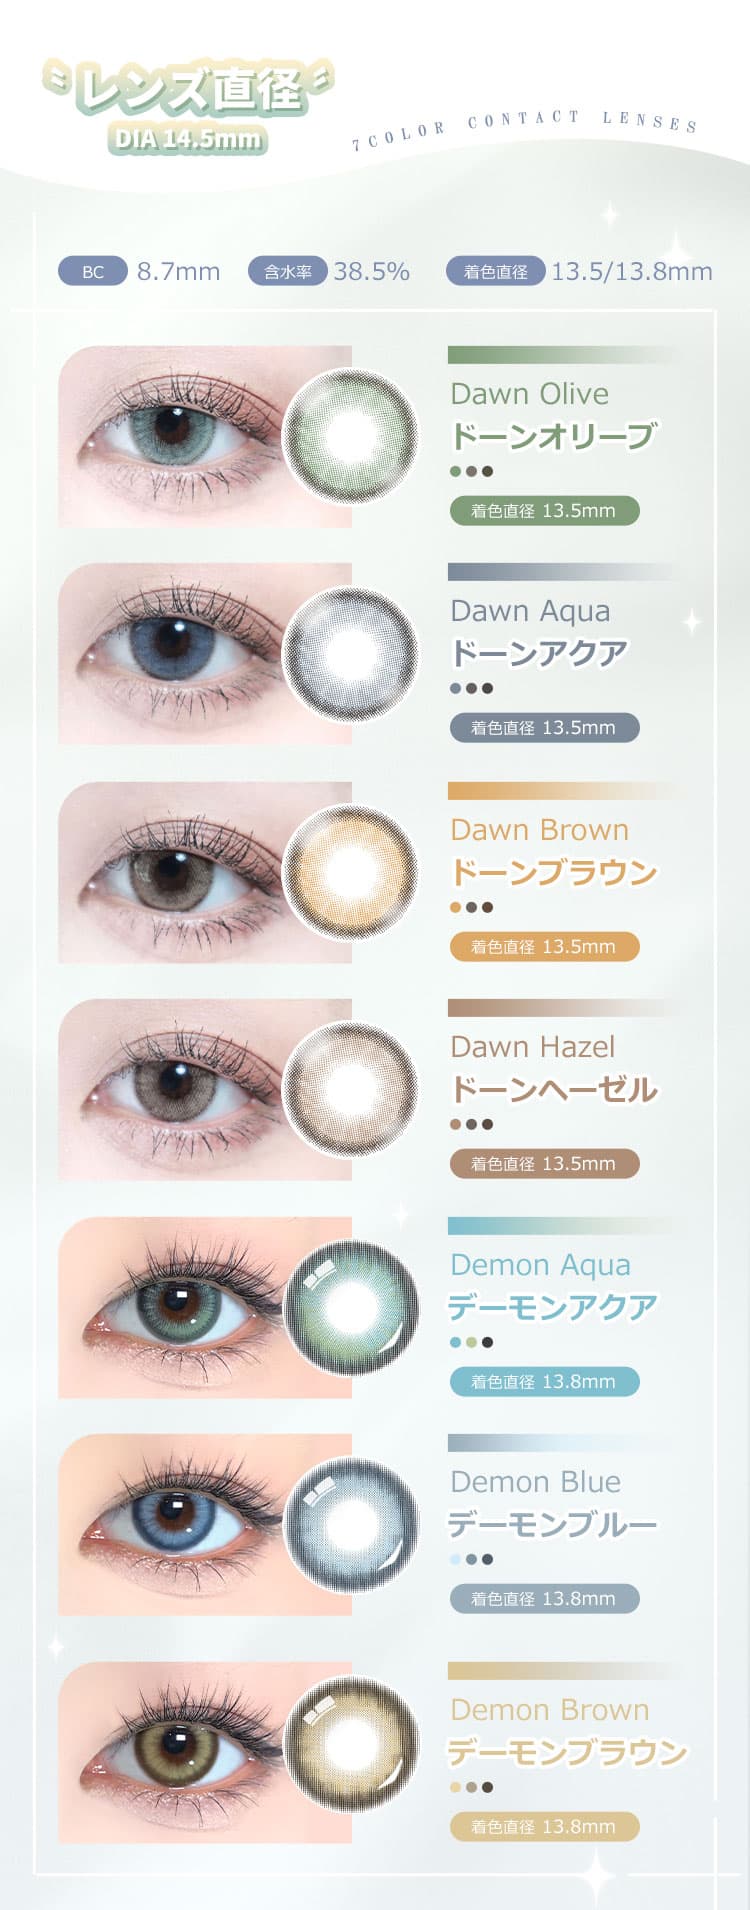 レンズ直径
DIA 14.5mm
7COLOR CONTACT LENSES
BC 8.7mm 含水率 38.5% 着色直径 13.5/13.8mm
Dawn Olive
ドーンオリーブ
着色直径 13.5mm
Dawn Aqua
ドーンアクア
着色直径 13.5mm
Dawn Brown
ドーンブラウン
着色直径 13.5mm
Dawn Hazel
ドーンヘーゼル
着色直径 13.5mm
Demon Aqua
デーモンアクア
着色直径 13.8mm
Demon Blue
デーモンブルー
着色直径 13.8mm
Demon Brown
デーモンブラウン
着色直径 13.8mm